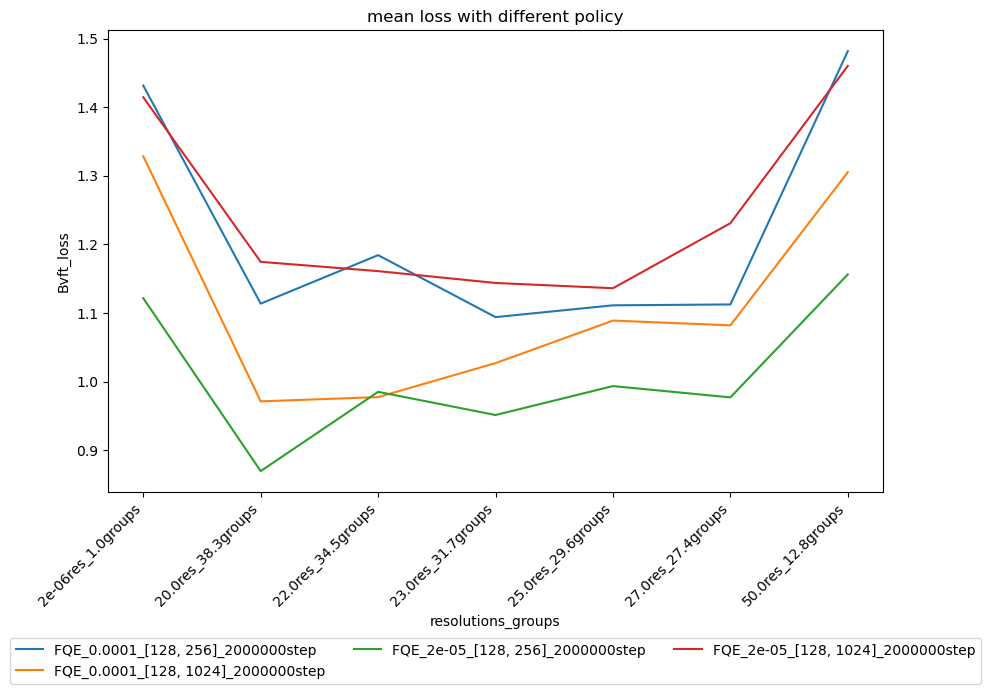 mean loss with different policy
Bvft_loss
1.5
1.4
1.3
1.2
1.1
1.0
0.9
2e-06res_1.0groups
20.0res_38.3groups
22.0res_34.5groups
23.0res_31.7groups
25.0res_29.6groups
27.0res_27.4groups
50.0res_12.8groups
resolutions_groups
FQE_0.0001_[128, 256]_2000000step
FQE_0.0001_[128, 1024]_2000000step
FQE_2e-05_[128, 256]_2000000step
FQE_2e-05_[128, 1024]_2000000step